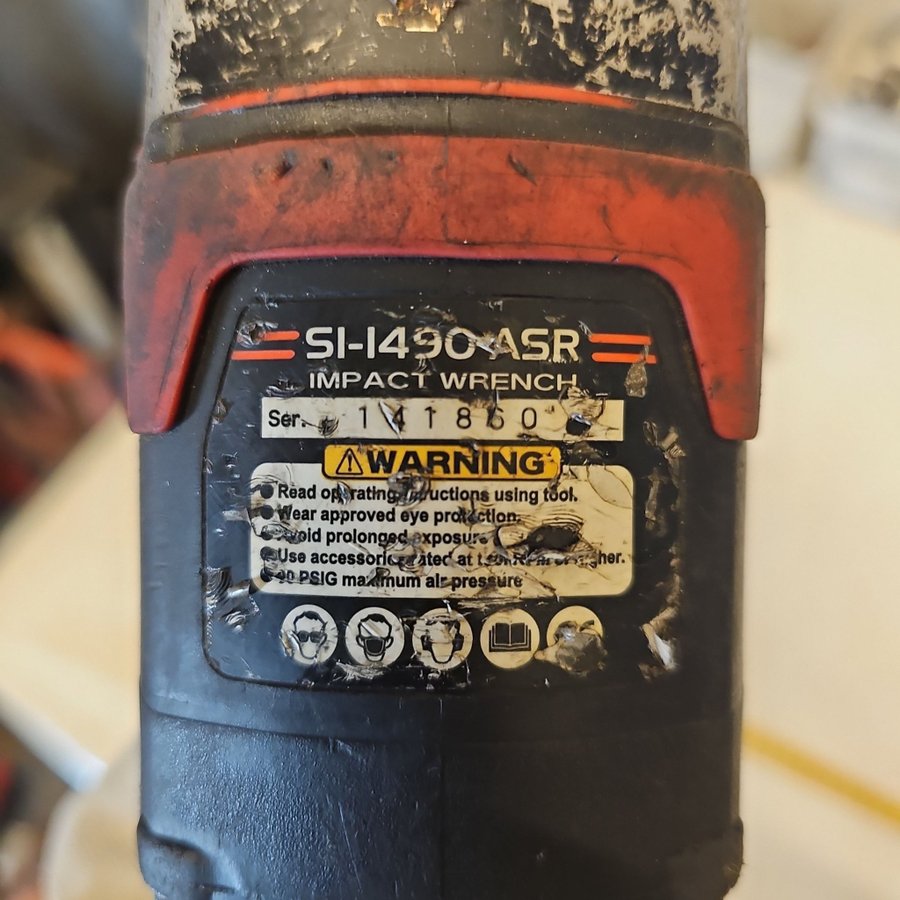 SI-1490 ASR
IMPACT WRENCH
Ser. 141860
WARNING
Read operating instructions using tool.
Wear approved eye protection.
Avoid prolonged exposure
Use accessories rated at or higher.
90 PSIG maximum air pressure